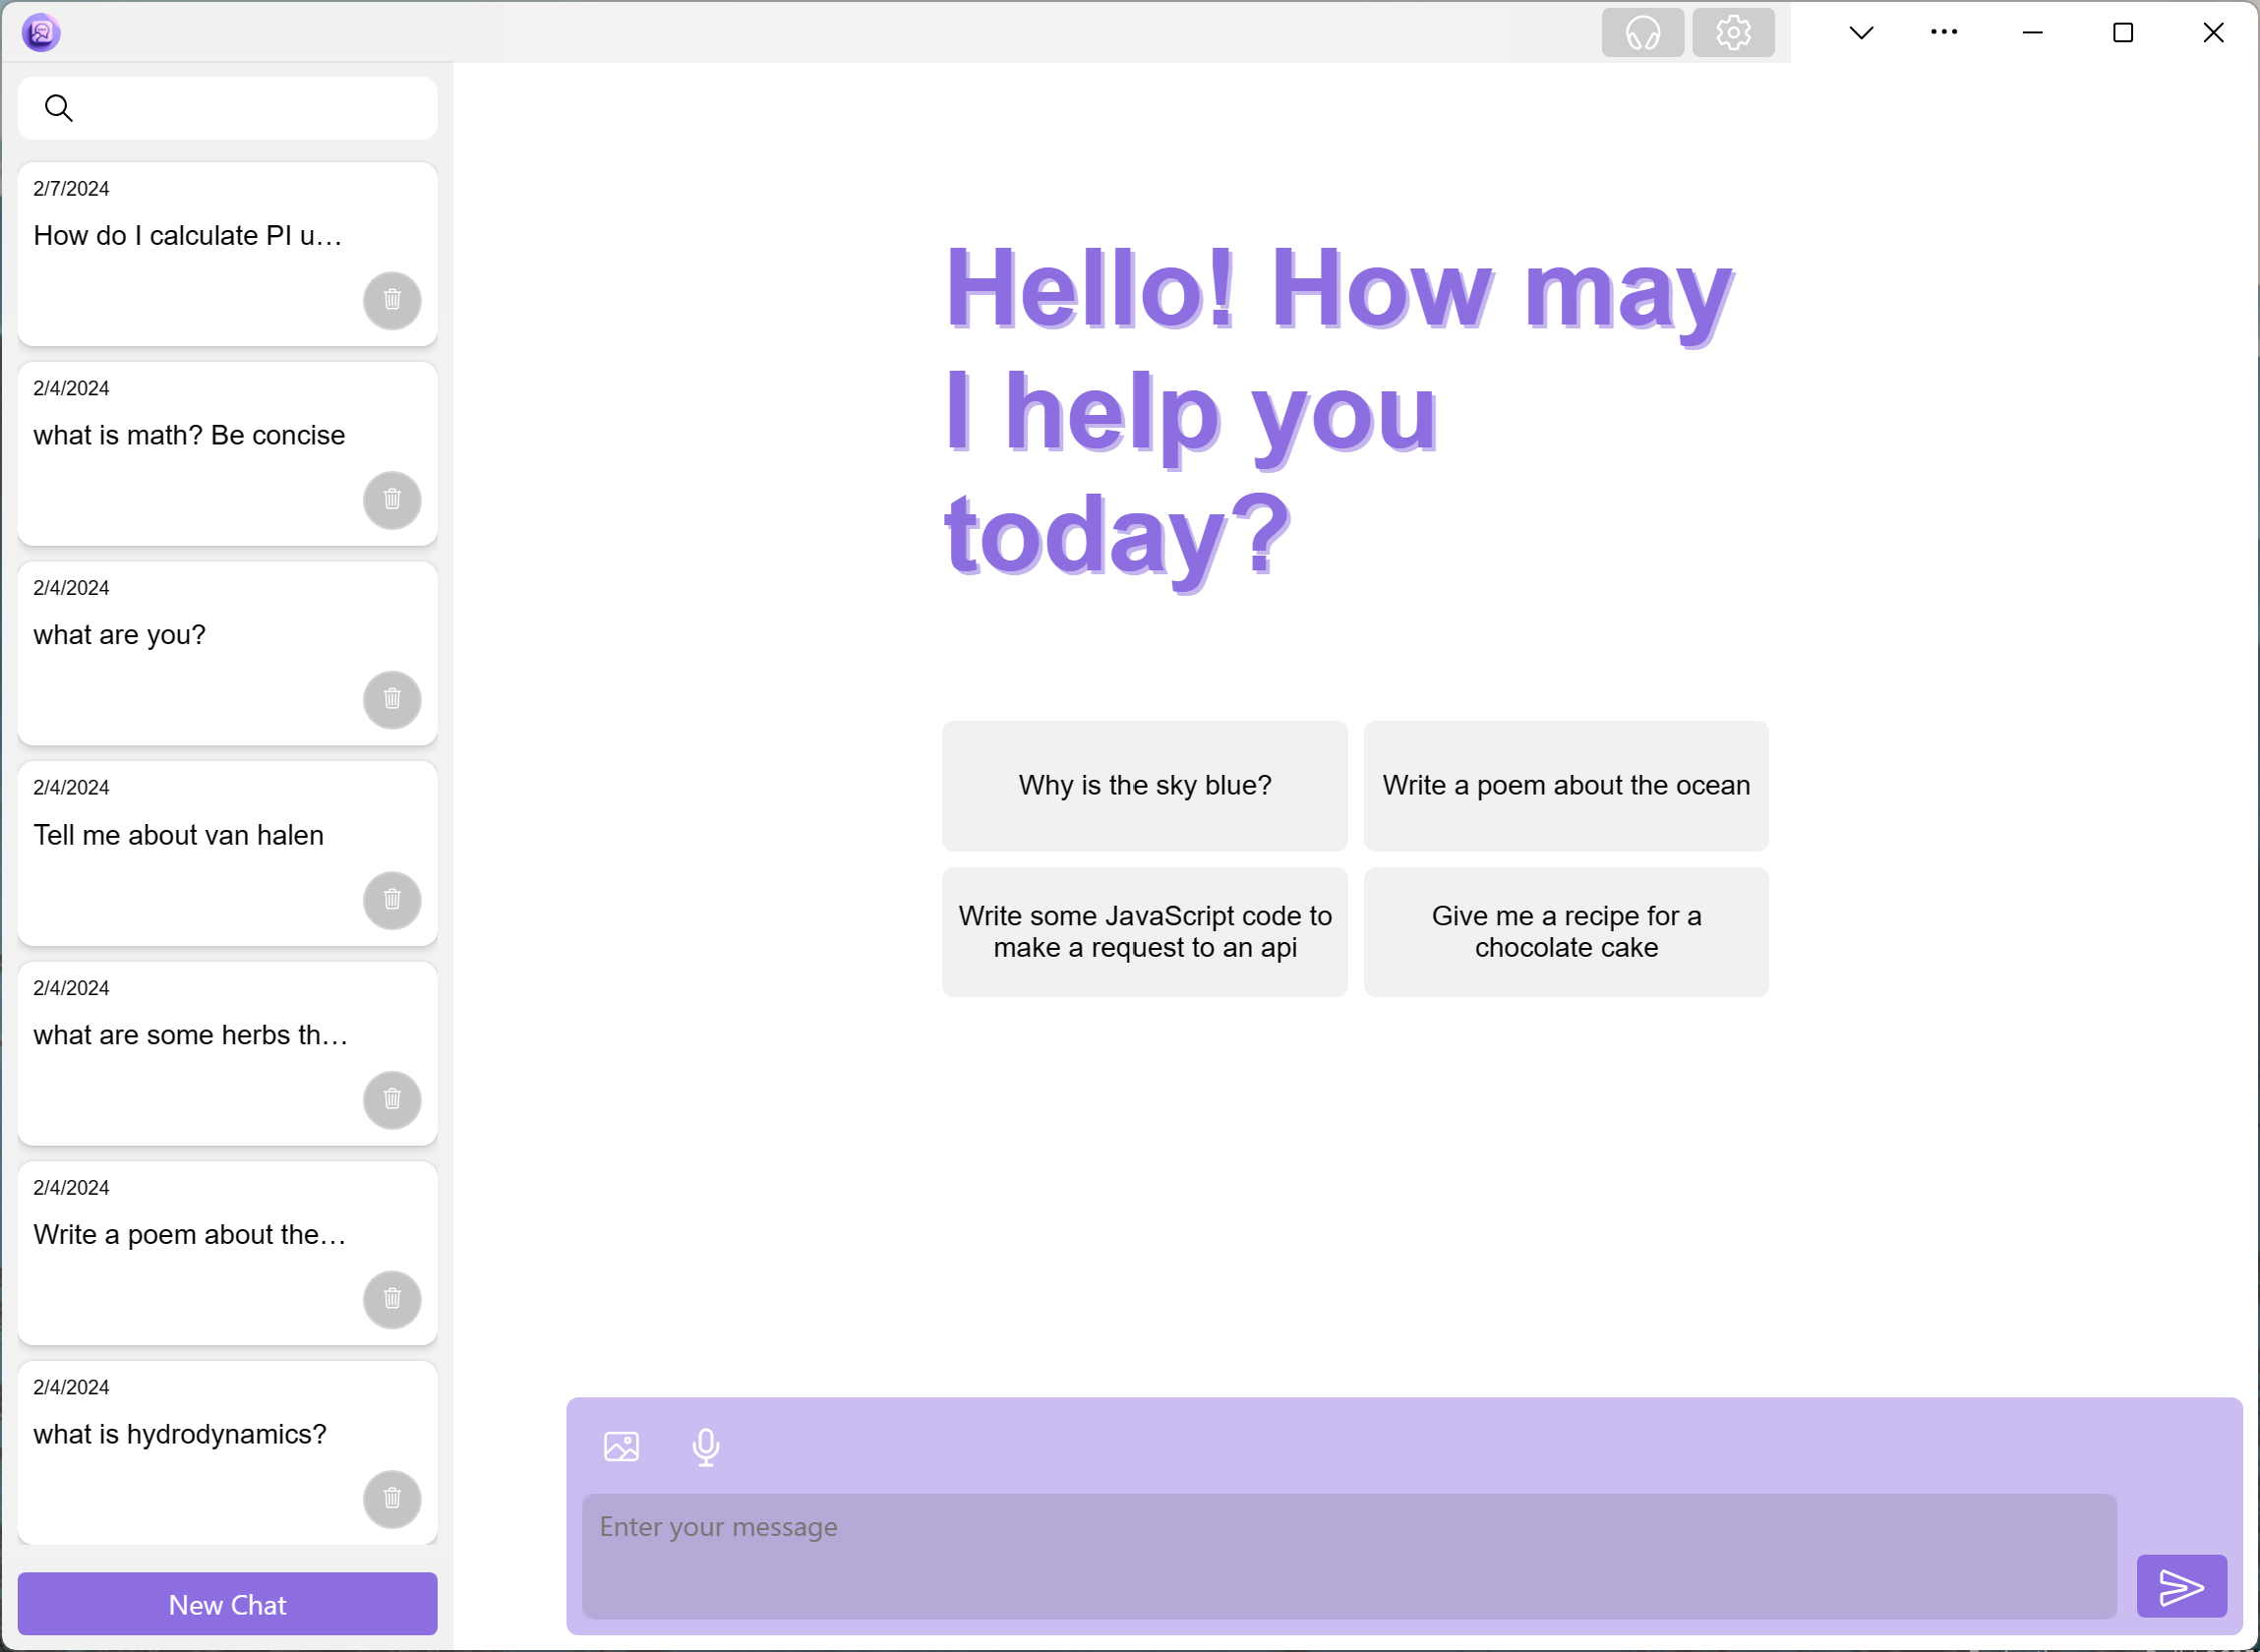 2/7/2024
How do I calculate PI u…
2/4/2024
what is math? Be concise
2/4/2024
what are you?
2/4/2024
Tell me about van halen
2/4/2024
what are some herbs th…
2/4/2024
Write a poem about the…
2/4/2024
what is hydrodynamics?
New Chat
Hello! How may
I help you
today?
Why is the sky blue?
Write a poem about the ocean
Write some JavaScript code to
make a request to an api
Give me a recipe for a
chocolate cake
Enter your message